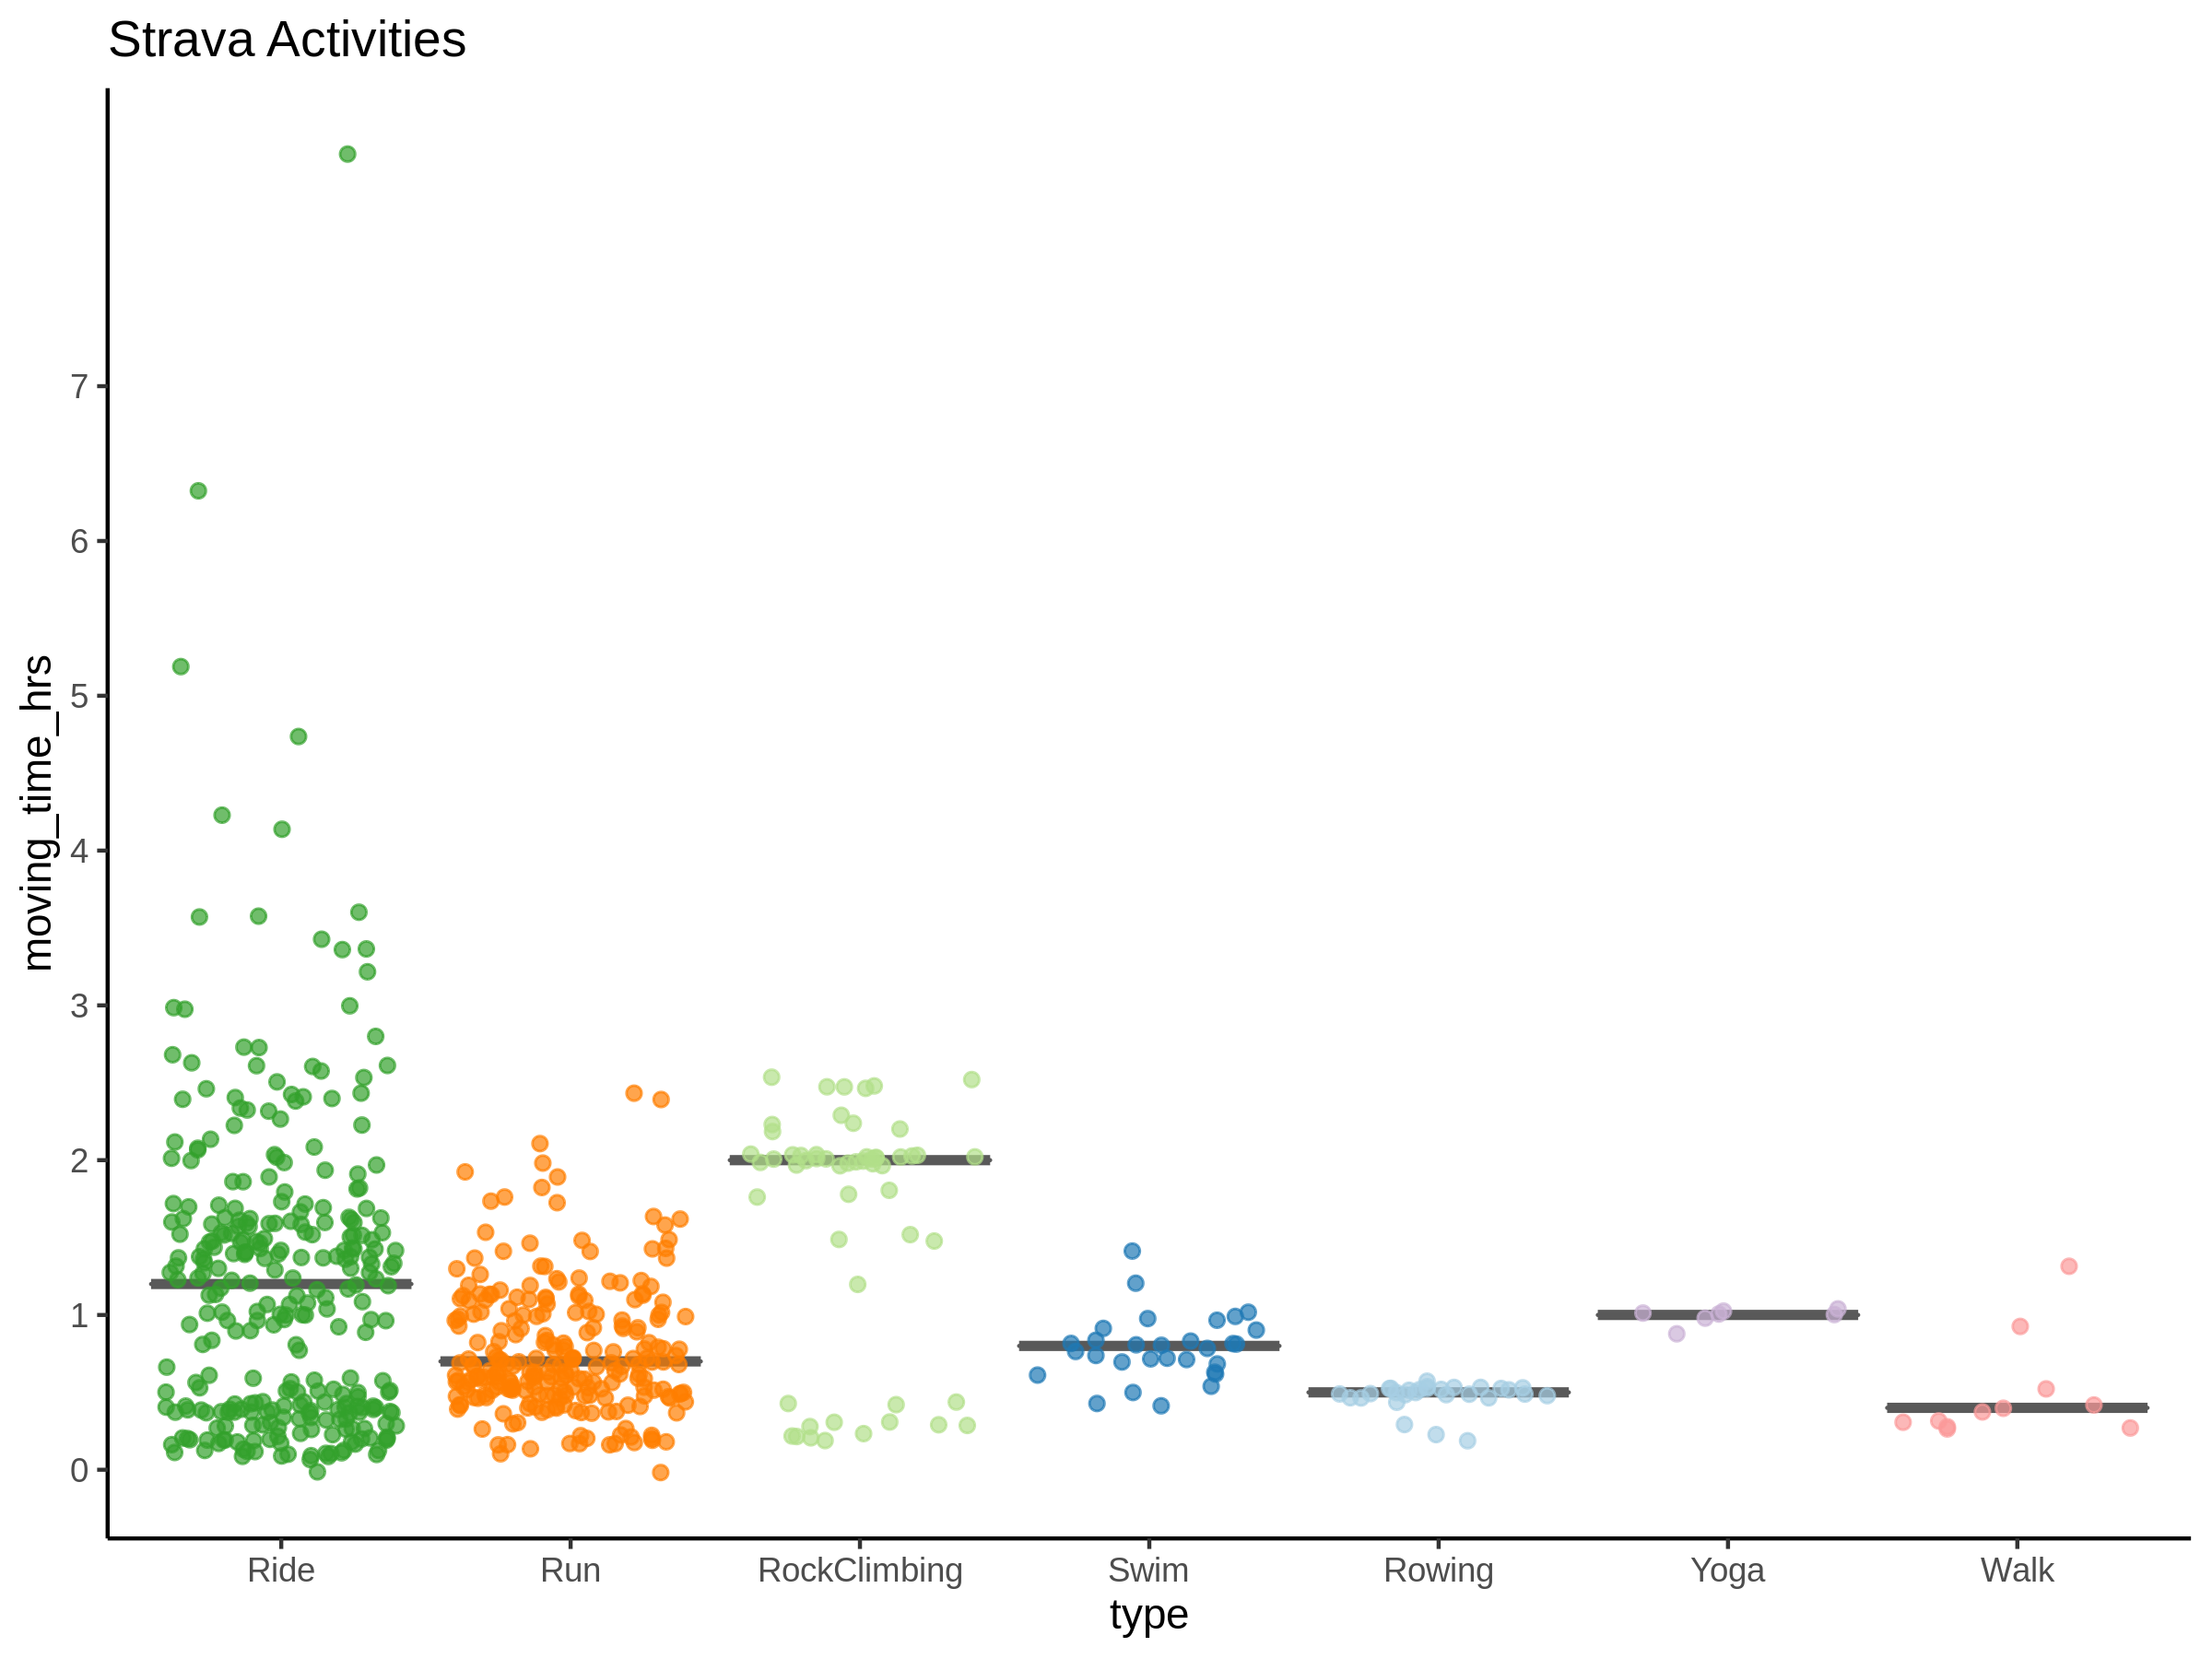 Strava Activities
moving_time_hrs
7
6
5
4
3
2
1
0
Ride Run RockClimbing Swim Rowing Yoga Walk
type